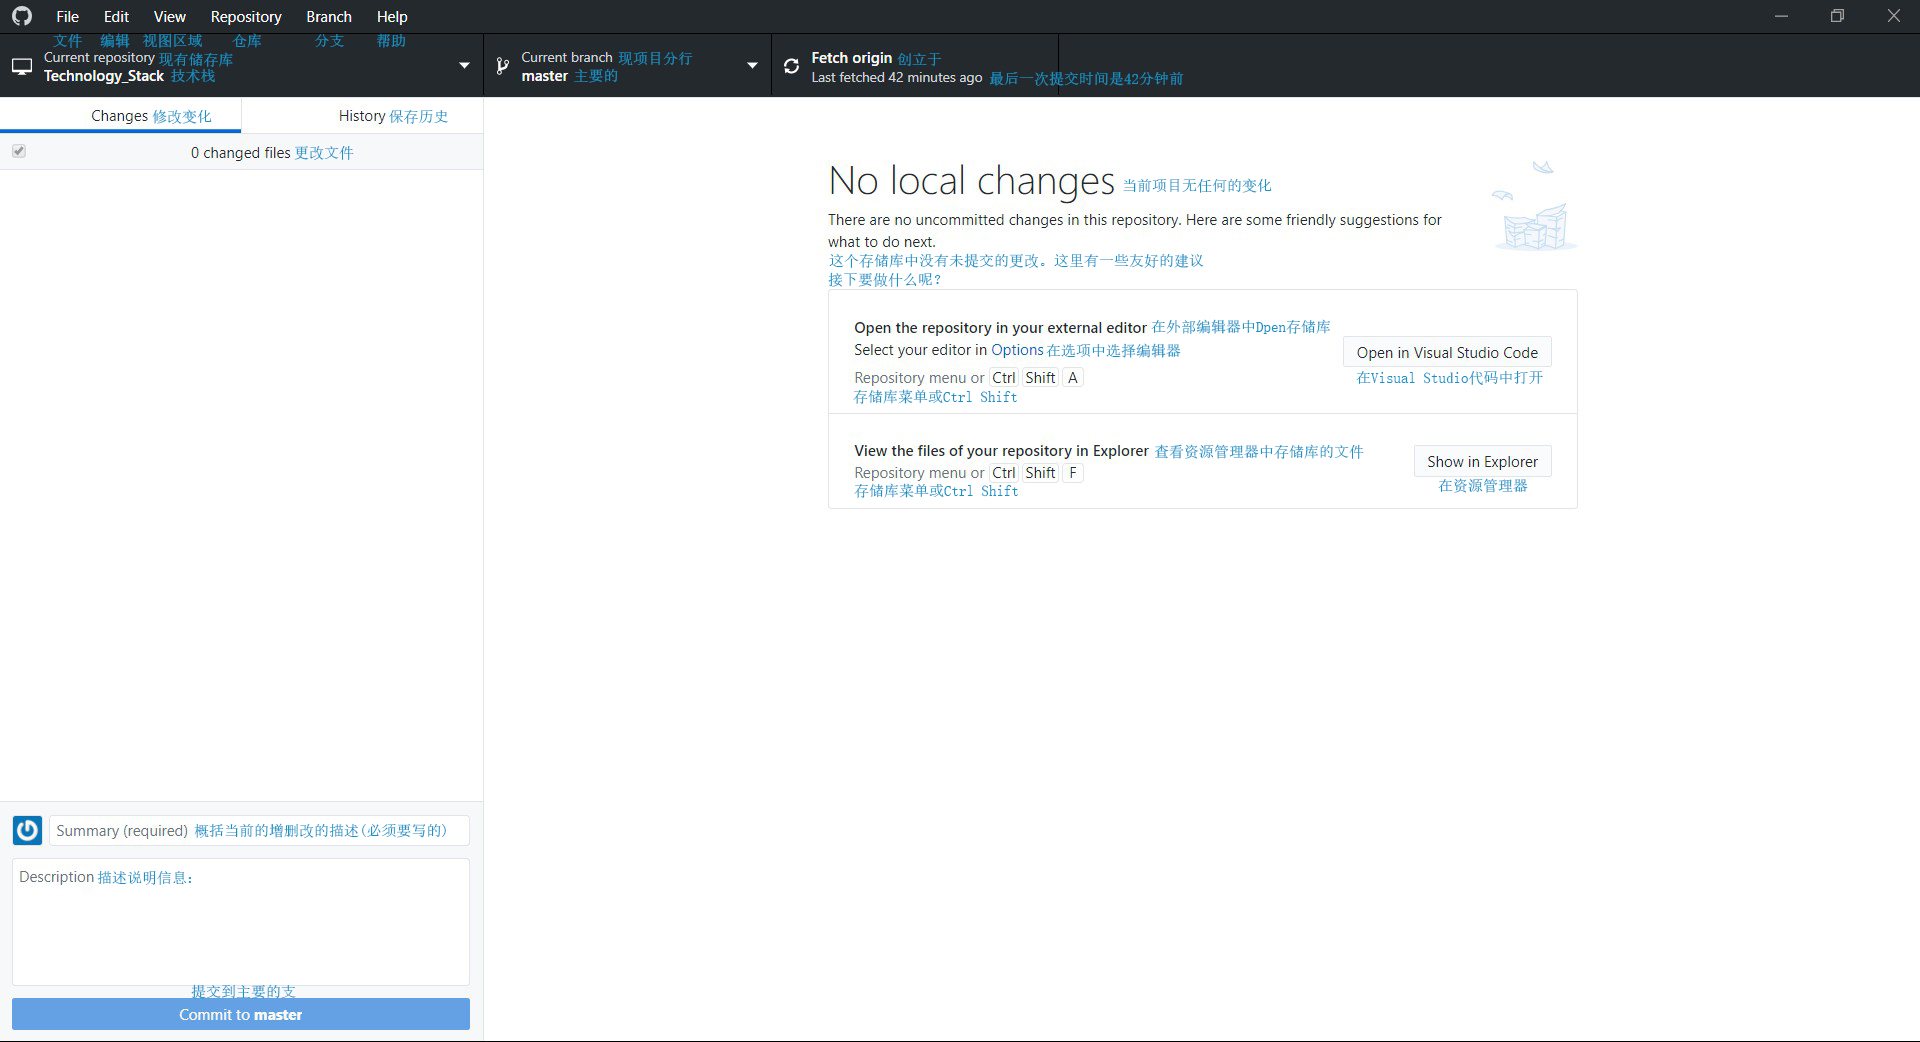 File Edit View Repository Branch Help
文件 编辑 视图区域 仓库 分支 帮助
Current repository 现有储存库
Technology_Stack 技术栈
Current branch 现项目分行
master 主要的
Fetch origin 创立于
Last fetched 42 minutes ago 最后一次提交时间是42分钟前
Changes 修改变化
History 保存历史
0 changed files 更改文件
No local changes 当前项目无任何的变化
There are no uncommitted changes in this repository. Here are some friendly suggestions for
what to do next.
这个存储库中没有未提交的更改。这里有一些友好的建议
接下要做什么呢?
Open the repository in your external editor 在外部编辑器中Dpen存储库
Select your editor in Options 在选项中选择编辑器
Repository menu or Ctrl Shift A
存储库菜单或Ctrl Shift
Open in Visual Studio Code
在Visual Studio代码中打开
View the files of your repository in Explorer 查看资源管理器中存储库的文件
Repository menu or Ctrl Shift F
存储库菜单或Ctrl Shift
Show in Explorer
在资源管理器
Summary (required) 概括当前的增删改的描述(必须要写的)
Description 描述说明信息:
提交到主要的支
Commit to master